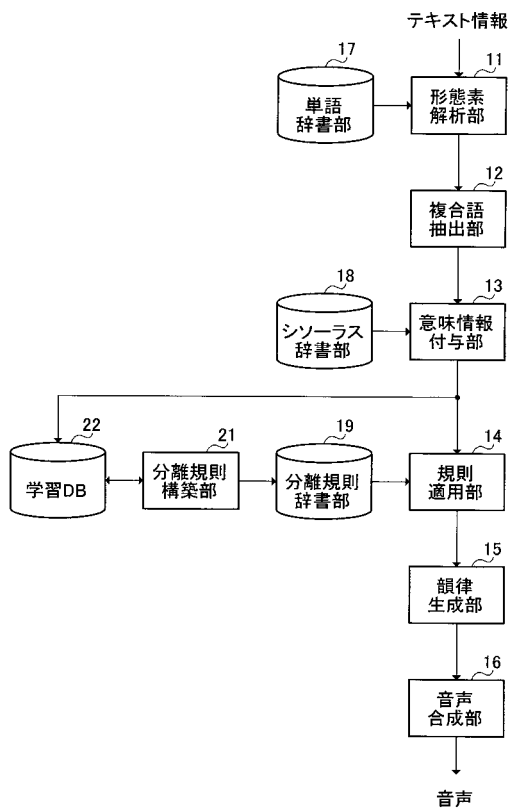 テキスト情報
17
単語
辞書部
11
形態素
解析部
12
複合語
抽出部
18
シソーラス
辞書部
13
意味情報
付与部
22
学習DB
21
分離規則
構築部
19
分離規則
辞書部
14
規則
適用部
15
韻律
生成部
16
音声
合成部
音声